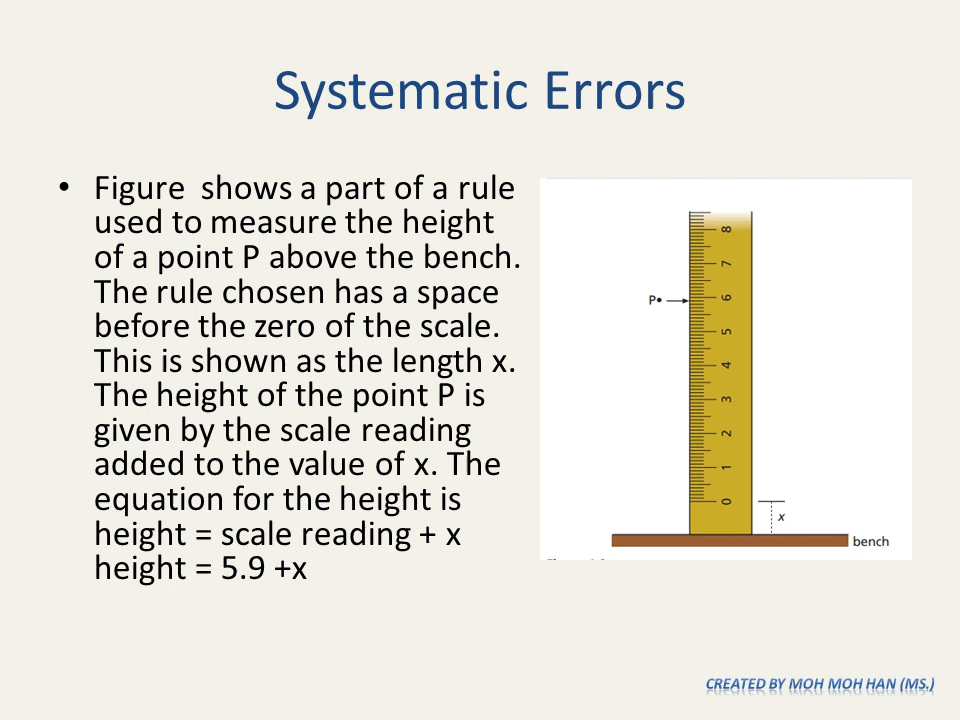 Systematic Errors
• Figure  shows a part of a rule
used to measure the height
of a point P above the bench.
The rule chosen has a space
before the zero of the scale.
This is shown as the length x.
The height of the point P is
given by the scale reading
added to the value of x. The
equation for the height is
height = scale reading + x
height = 5.9 +x
8
7
P•
6
5
4
3
2
1
0
x
bench
CREATED BY MOH MOH HAN (MS.)